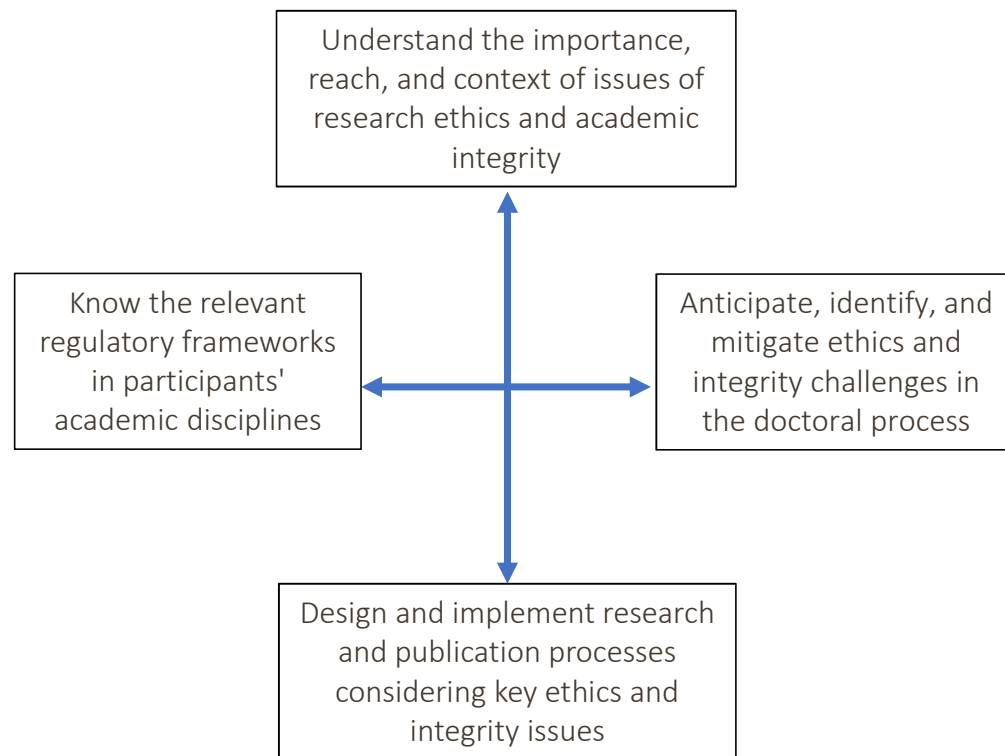 Understand the importance,
reach, and context of issues of
research ethics and academic
integrity
Know the relevant
regulatory frameworks
in participants'
academic disciplines
Anticipate, identify, and
mitigate ethics and
integrity challenges in
the doctoral process
Design and implement research
and publication processes
considering key ethics and
integrity issues